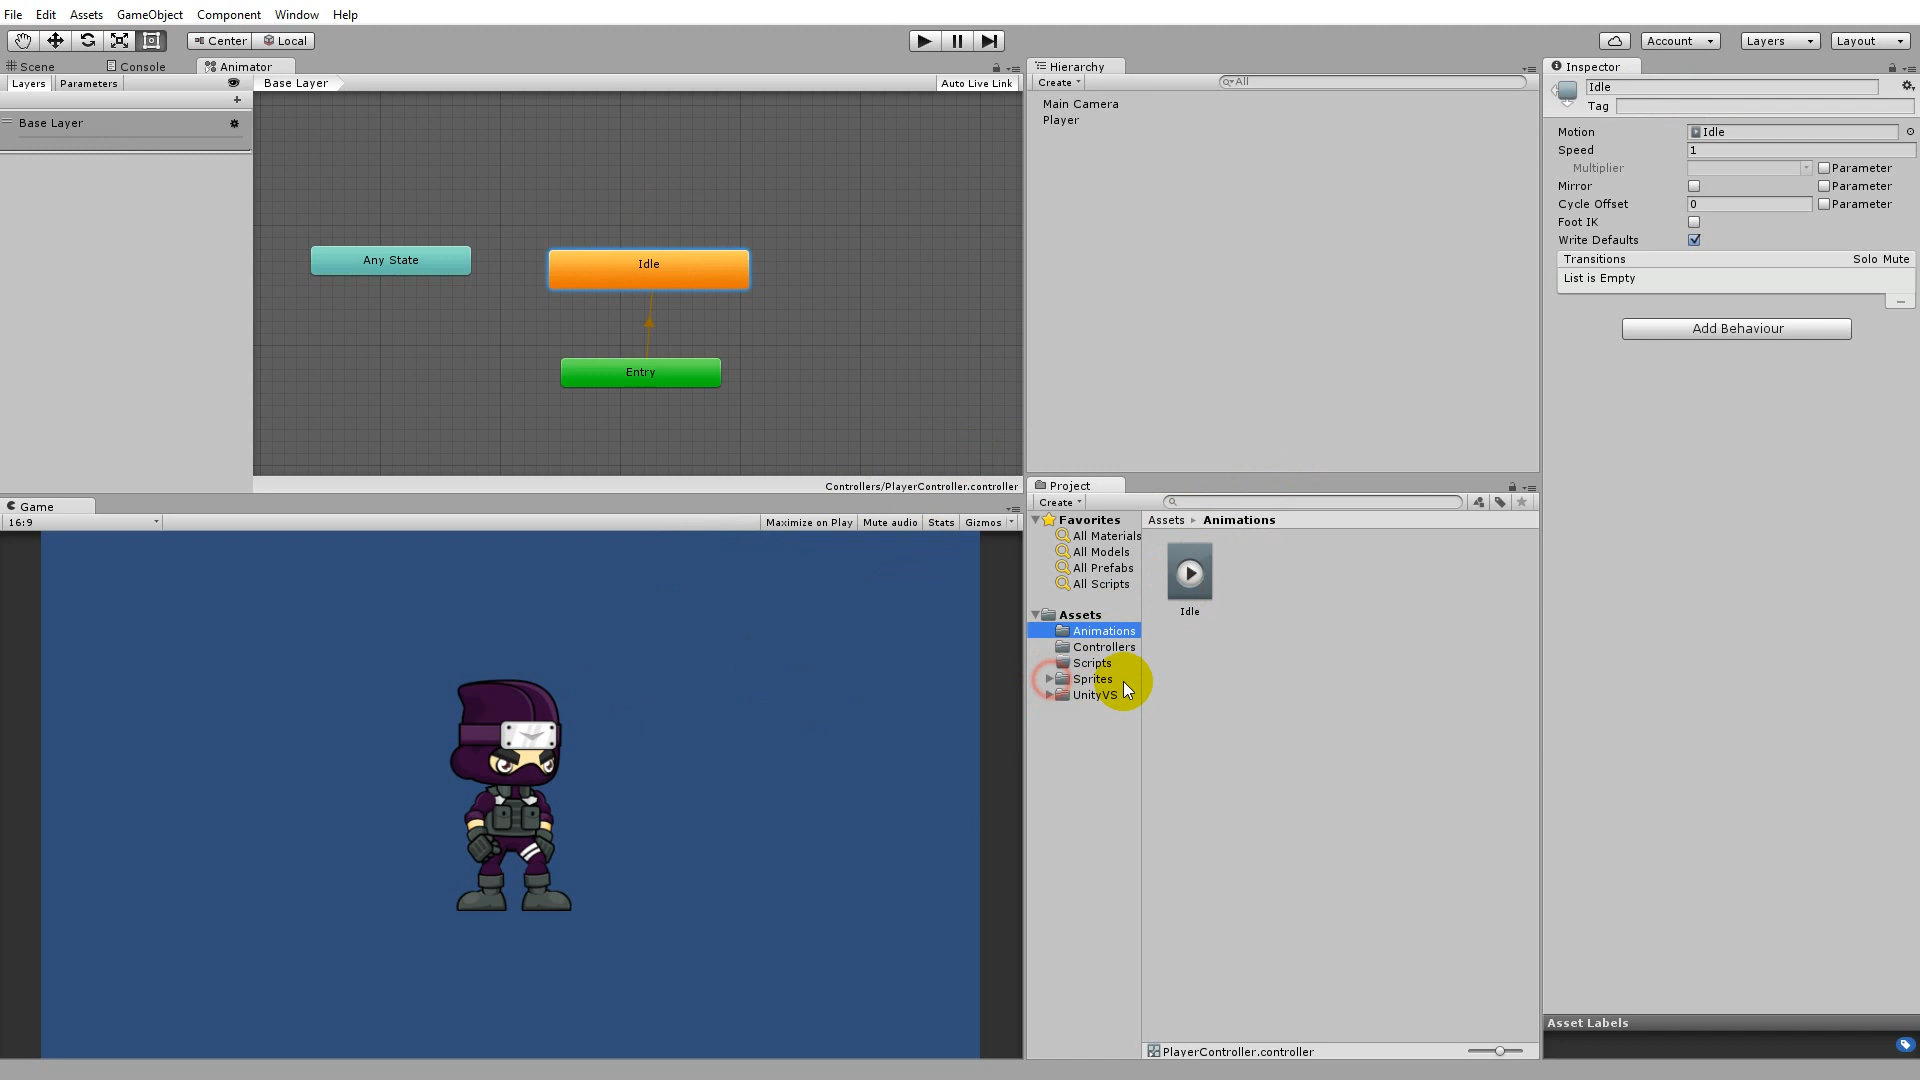 File Edit Assets GameObject Component Window Help
Center Local Account Layers Layout
Scene Console Animator
Layers Parameters Base Layer Auto Live Link
Base Layer
Any State
Idle
Entry
Controllers/PlayerController.controller
Game
16:9 Maximize on Play Mute audio Stats Gizmos
Hierarchy
Create All
Main Camera
Player
Project
Create
Favorites
All Materials
All Models
All Prefabs
All Scripts
Assets
Animations
Controllers
Scripts
Sprites
UnityVS
Assets Animations
Idle
PlayerController.controller
Inspector
Idle
Tag
Motion Idle
Speed 1
Multiplier Parameter
Mirror Parameter
Cycle Offset 0 Parameter
Foot IK
Write Defaults
Transitions Solo Mute
List is Empty
Add Behaviour
Asset Labels